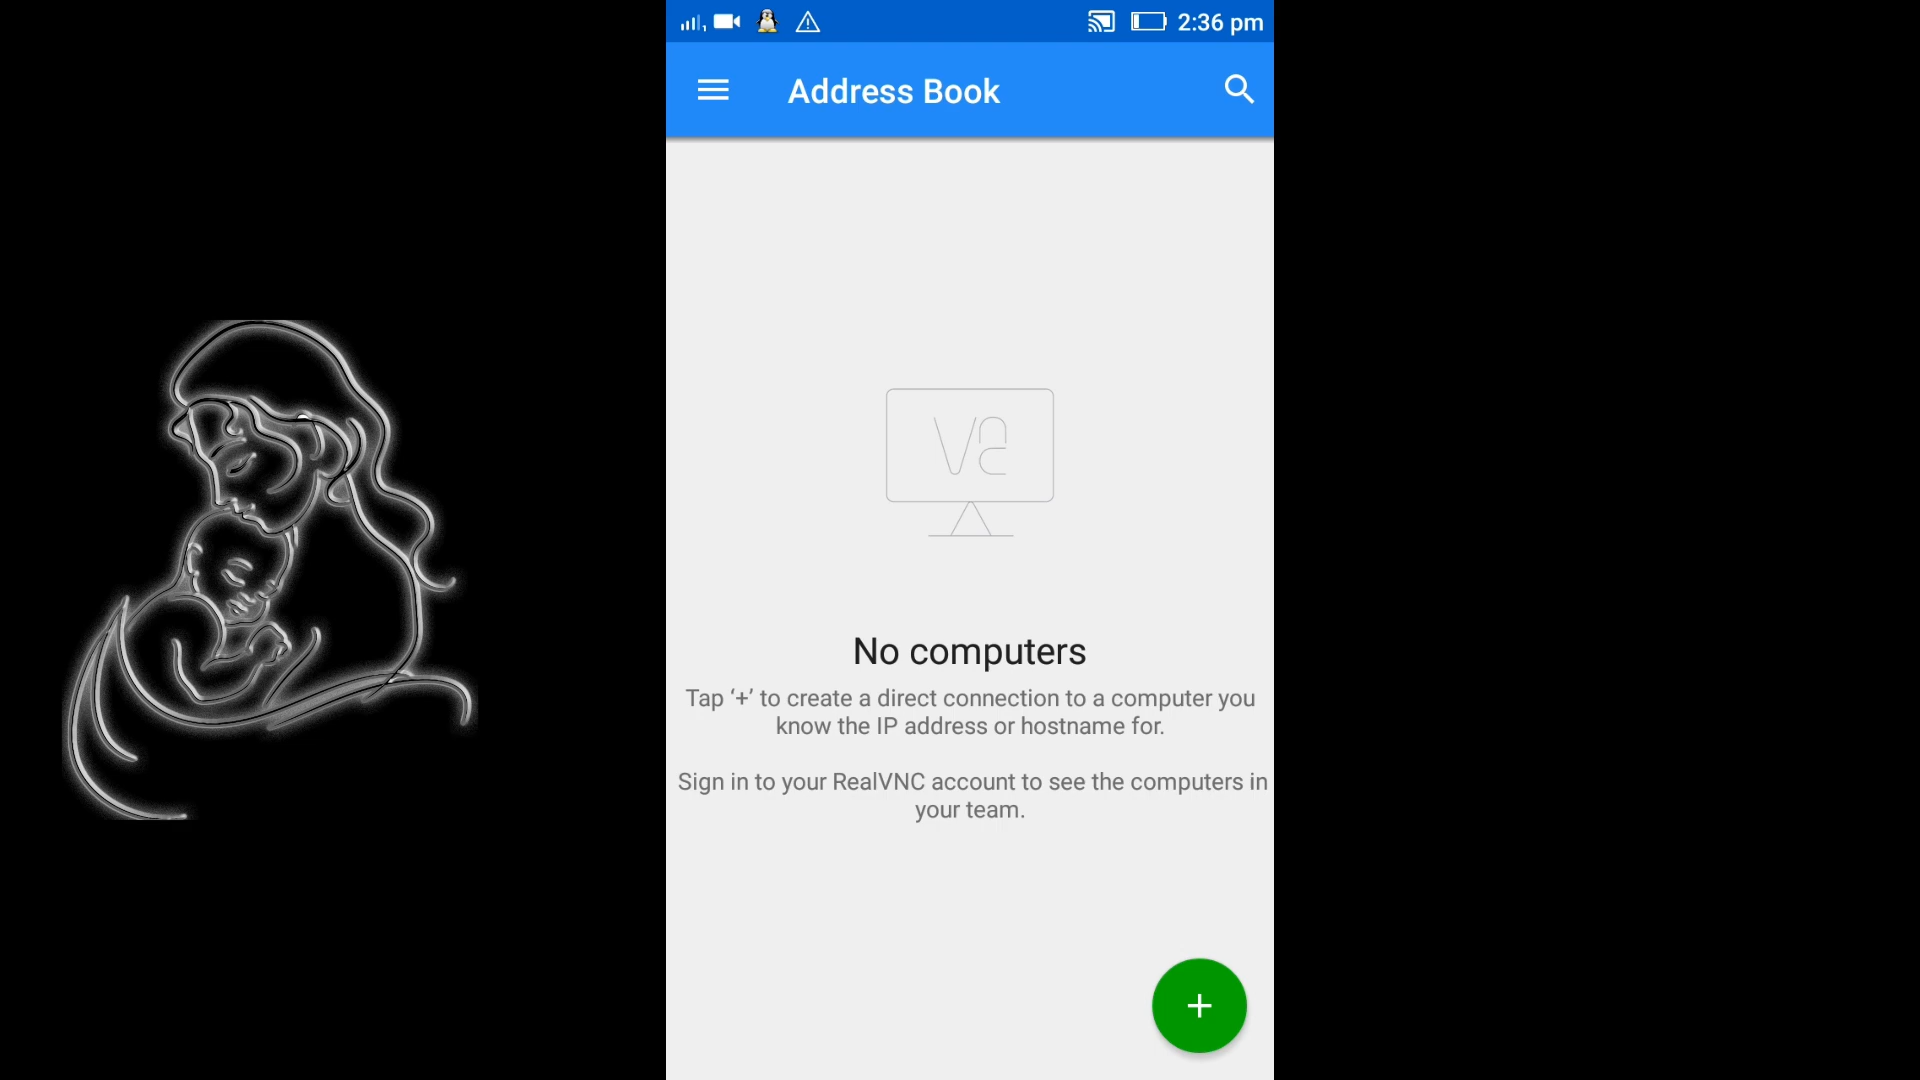 2:36 pm
Address Book
No computers
Tap ‘+’ to create a direct connection to a computer you
know the IP address or hostname for.
Sign in to your RealVNC account to see the computers in
your team.